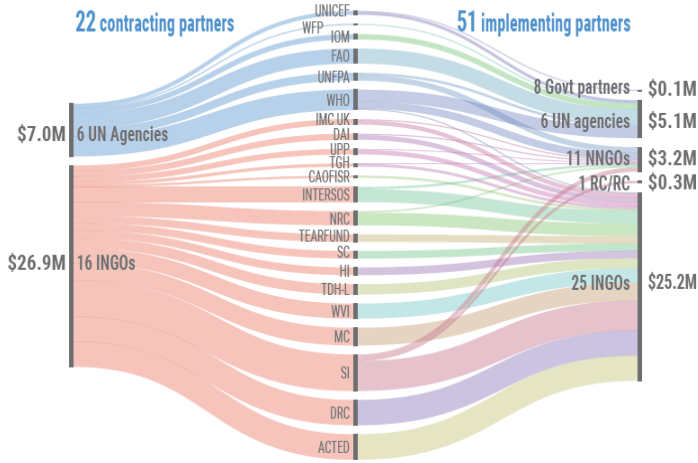 22 contracting partners
51 implementing partners
UNICEF
WFP
IOM
FAO
UNFPA
WHO
IMC UK
DAI
UPP
TGH
CAOFISR
INTERSOS
NRC
TEARFUND
SC
HI
TDH-L
WVI
MC
SI
DRC
ACTED
$7.0M
6 UN Agencies
$26.9M
16 INGOs
8 Govt partners
$0.1M
6 UN agencies
$5.1M
11 NNGOs
$3.2M
1 RC/RC
$0.3M
25 INGOs
$25.2M